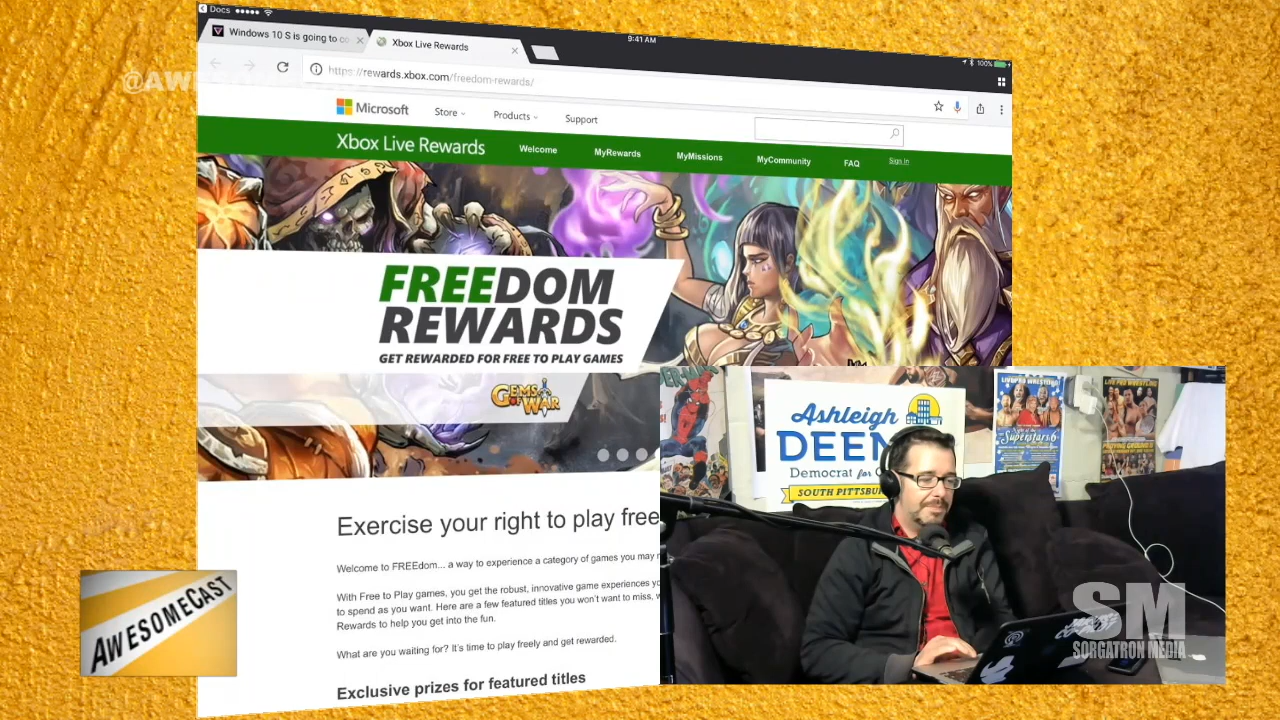 Docs
9:41 AM
100%
Windows 10 S is going to co
Xbox Live Rewards
https://rewards.xbox.com/freedom-rewards/
Microsoft
Store
Products
Support
Xbox Live Rewards
Welcome
MyRewards
MyMissions
MyCommunity
FAQ
Sign In
FREEDOM
REWARDS
GET REWARDED FOR FREE TO PLAY GAMES
GEMS
OF WAR
Exercise your right to play free
Welcome to FREEdom... a way to experience a category of games you may
With Free to Play games, you get the robust, innovative game experiences yo
to spend as you want. Here are a few featured titles you won't want to miss, w
Rewards to help you get into the fun.
What are you waiting for? It's time to play freely and get rewarded.
Exclusive prizes for featured titles
AWESOMECAST
Ashleigh
DEEM
Democrat for C
SOUTH PITTSBUR
LIVE PRO WRESTLING
Superstars 6
LIVE PRO WRESTLING
SM
SORGATRON MEDIA